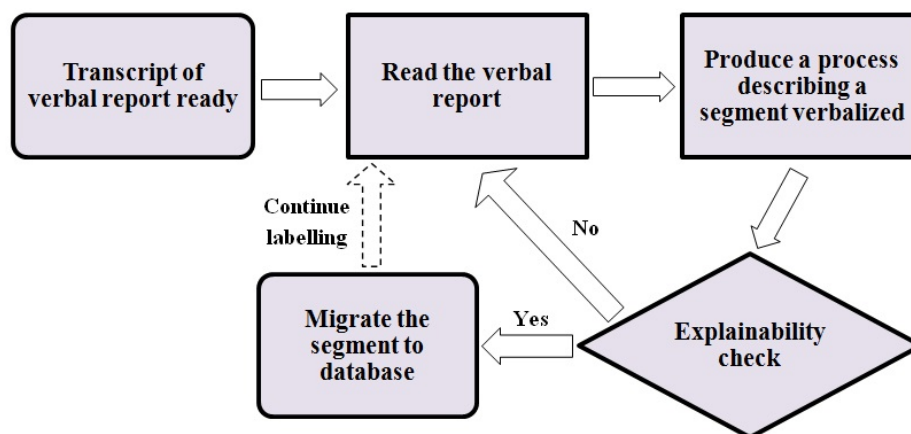 Transcript of
verbal report ready
Read the verbal
report
Produce a process
describing a
segment verbalized
Continue
labelling
No
Migrate the
segment to
database
Yes
Explainability
check